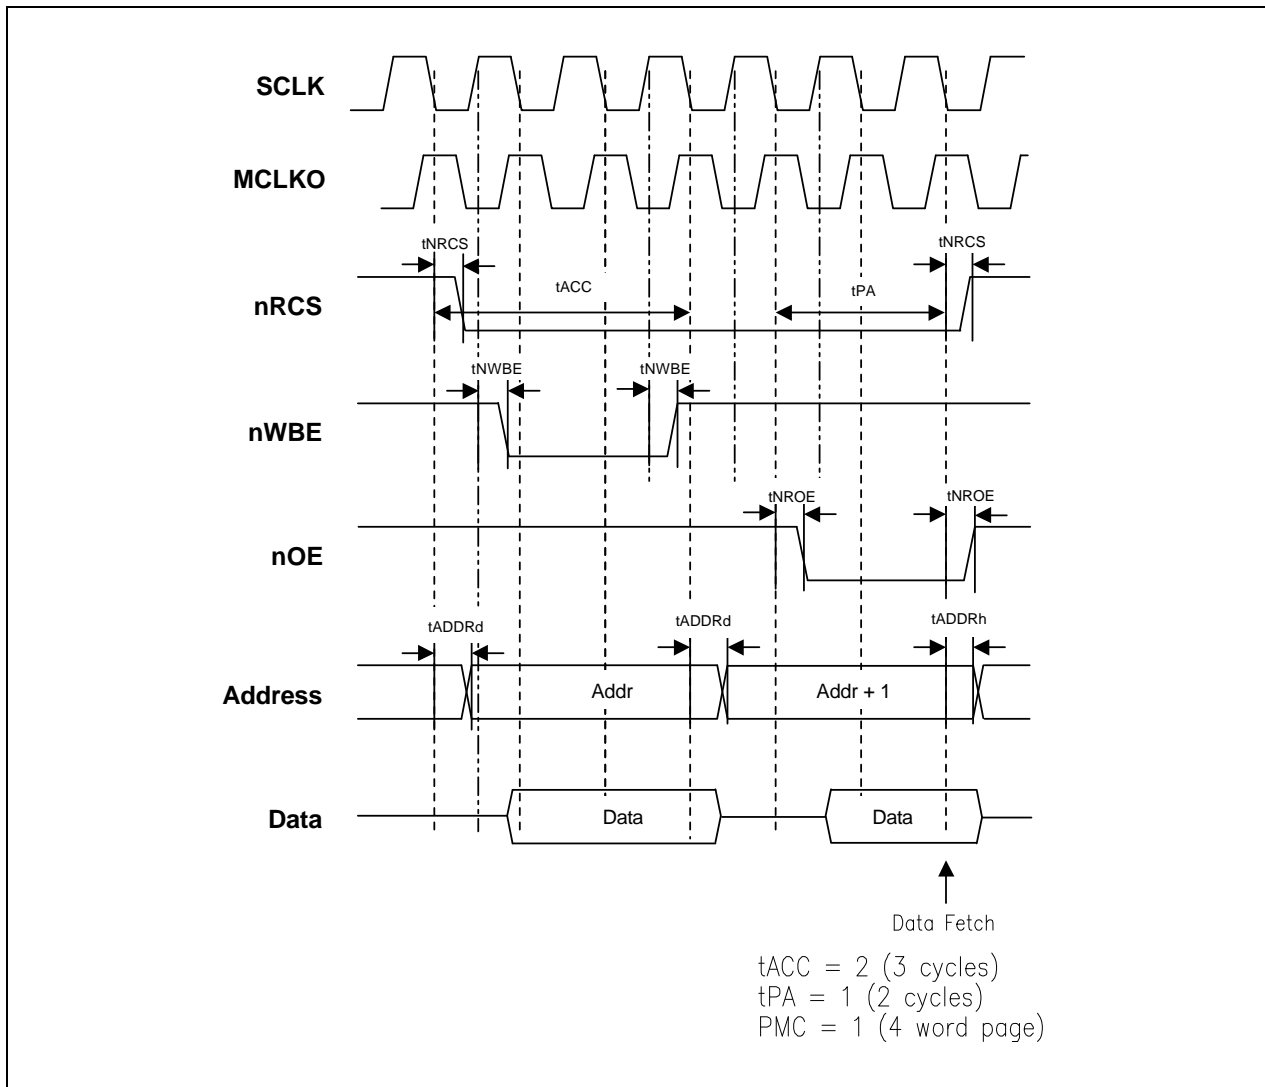 SCLK
MCLKO
tNRCS
tNRCS
nRCS
tACC
tPA
tNWBE
tNWBE
nWBE
tNROE
tNROE
nOE
tADDRd
tADDRd
tADDRh
Address
Addr
Addr + 1
Data
Data
Data
Data Fetch
tACC = 2 (3 cycles)
tPA = 1 (2 cycles)
PMC = 1 (4 word page)